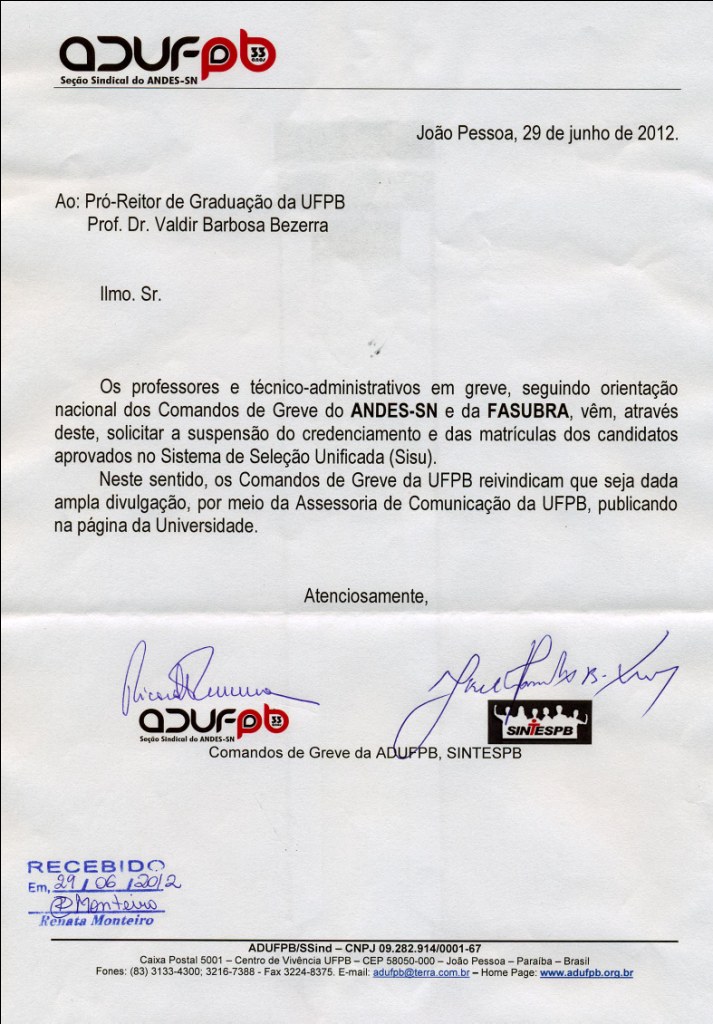 ADUFPB 33 anos
Seção Sindical do ANDES-SN
João Pessoa, 29 de junho de 2012.
Ao: Pró-Reitor de Graduação da UFPB
Prof. Dr. Valdir Barbosa Bezerra
Ilmo. Sr.
Os professores e técnico-administrativos em greve, seguindo orientação
nacional dos Comandos de Greve do ANDES-SN e da FASUBRA, vêm, através
deste, solicitar a suspensão do credenciamento e das matrículas dos candidatos
aprovados no Sistema de Seleção Unificada (Sisu).
Neste sentido, os Comandos de Greve da UFPB reivindicam que seja dada
ampla divulgação, por meio da Assessoria de Comunicação da UFPB, publicando
na página da Universidade.
Atenciosamente,
ADUFPB 33 anos
Seção Sindical do ANDES-SN
SINTESPB
Comandos de Greve da ADUFPB, SINTESPB
RECEBIDO
Em, 29 / 06 / 2012
RMonteiro
Renata Monteiro
ADUFPB/SSind – CNPJ 09.282.914/0001-67
Caixa Postal 5001 – Centro de Vivência UFPB – CEP 58050-000 – João Pessoa – Paraíba – Brasil
Fones: (83) 3133-4300; 3216-7388 - Fax 3224-8375. E-mail: adufpb@terra.com.br – Home Page: www.adufpb.org.br